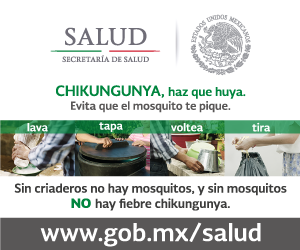 SALUD
SECRETARÍA DE SALUD
ESTADOS UNIDOS MEXICANOS
CHIKUNGUNYA, haz que huya.
Evita que el mosquito te pique.
lava tapa voltea tira
Sin criaderos no hay mosquitos, y sin mosquitos
NO hay fiebre chikungunya.
www.gob.mx/salud